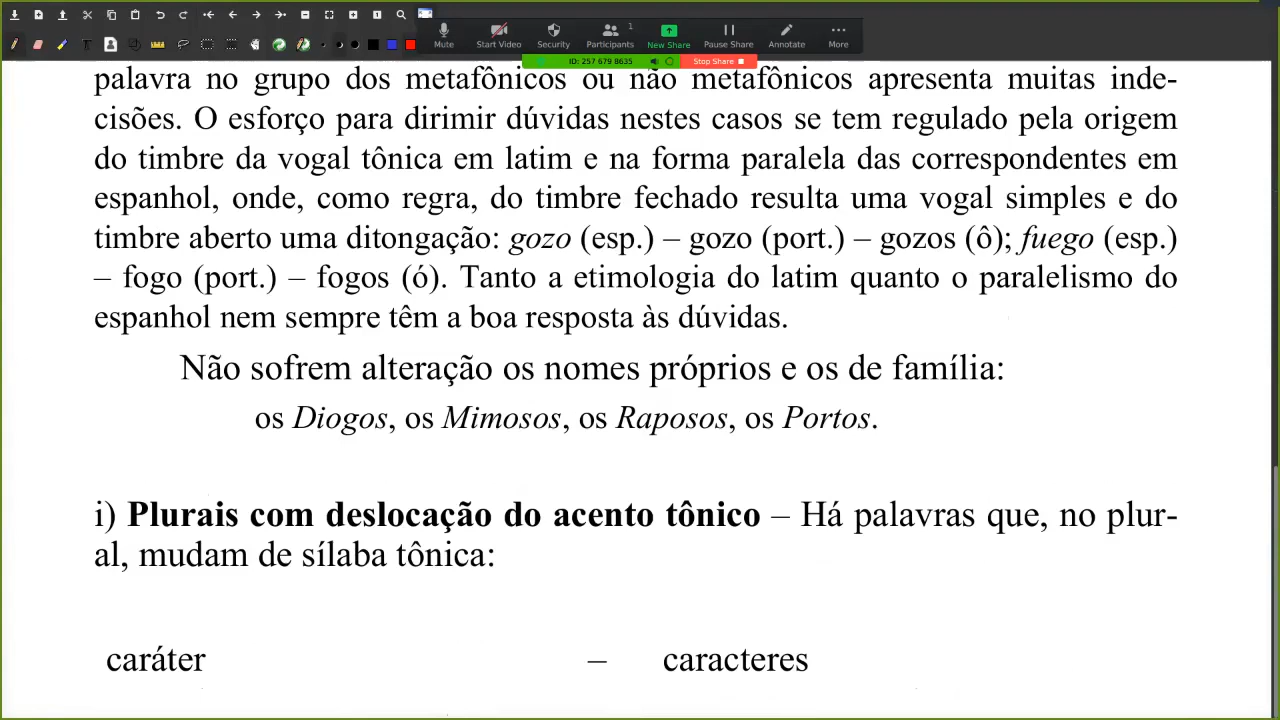 1
Mute
Start Video
Security
Participants
New Share
Pause Share
Annotate
More
ID: 257 679 8635
Stop Share
palavra no grupo dos metafônicos ou não metafônicos apresenta muitas inde-
cisões. O esforço para dirimir dúvidas nestes casos se tem regulado pela origem
do timbre da vogal tônica em latim e na forma paralela das correspondentes em
espanhol, onde, como regra, do timbre fechado resulta uma vogal simples e do
timbre aberto uma ditongação: gozo (esp.) – gozo (port.) – gozos (ô); fuego (esp.)
– fogo (port.) – fogos (ó). Tanto a etimologia do latim quanto o paralelismo do
espanhol nem sempre têm a boa resposta às dúvidas.
Não sofrem alteração os nomes próprios e os de família:
os Diogos, os Mimosos, os Raposos, os Portos.
i) Plurais com deslocação do acento tônico – Há palavras que, no plur-
al, mudam de sílaba tônica:
caráter – caracteres